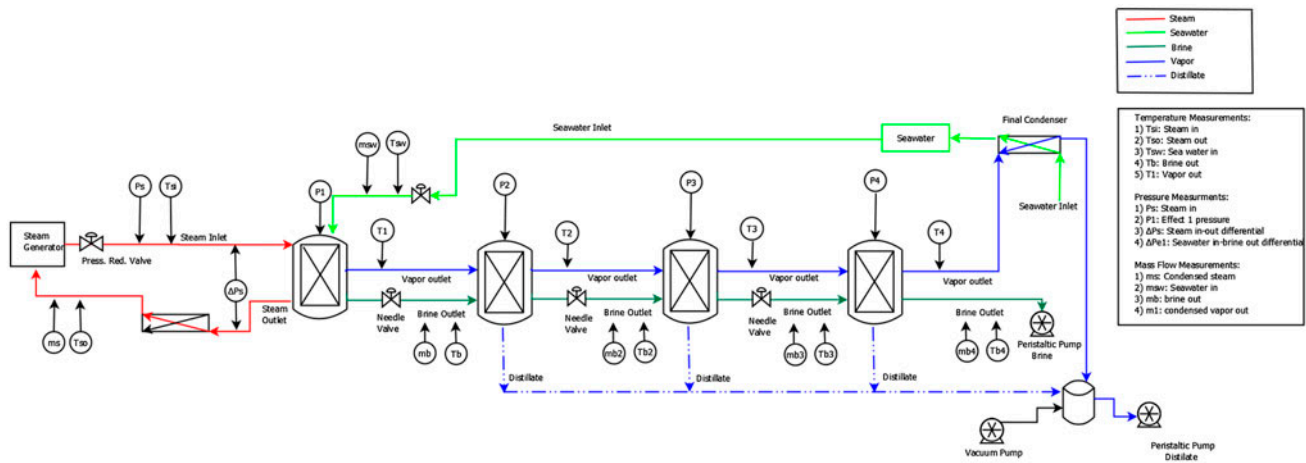 Steam
Seawater
Brine
Vapor
Distillate
Temperature Measurements:
1) Tsi: Steam in
2) Tso: Steam out
3) Tsw: Sea water in
4) Tb: Brine out
5) T1: Vapor out
Pressure Measurments:
1) Ps: Steam in
2) P1: Effect 1 pressure
3) ΔPs: Steam in-out differential
4) ΔPe1: Seawater in-brine out differential
Mass Flow Measurements:
1) ms: Condensed steam
2) msw: Seawater in
3) mb: brine out
4) m1: condensed vapor out
Final Condenser
Seawater Inlet
Seawater
Seawater Inlet
msw
Tsw
Ps
Tsi
P1
P2
P3
P4
Steam
Generator
Press. Red. Valve
Steam Inlet
T1
T2
T3
T4
Vapor outlet
Vapor outlet
Vapor outlet
Vapor outlet
ΔPs
Steam
Outlet
Needle
Valve
Brine Outlet
Needle
Valve
Brine Outlet
Needle
Valve
Brine Outlet
Brine Outlet
ms
Tso
mb
Tb
mb2
Tb2
mb3
Tb3
mb4
Tb4
Peristaltic Pump
Brine
Distillate
Distillate
Distillate
Vacuum Pump
Peristaltic Pump
Distilate